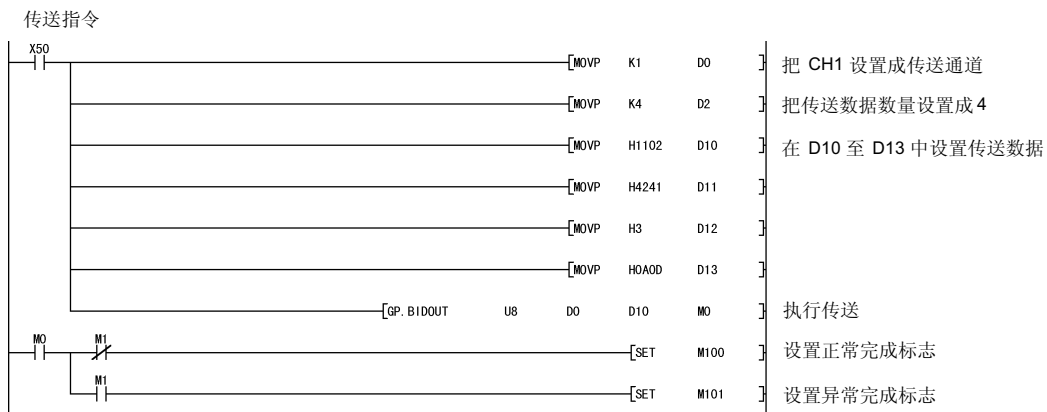 传送指令
X50
MOVP K1 D0 把 CH1 设置成传送通道
MOVP K4 D2 把传送数据数量设置成4
MOVP H1102 D10 在 D10 至 D13 中设置传送数据
MOVP H4241 D11
MOVP H3 D12
MOVP H0A0D D13
GP.BIDOUT U8 D0 D10 M0 执行传送
M0 M1 SET M100 设置正常完成标志
M1 SET M101 设置异常完成标志